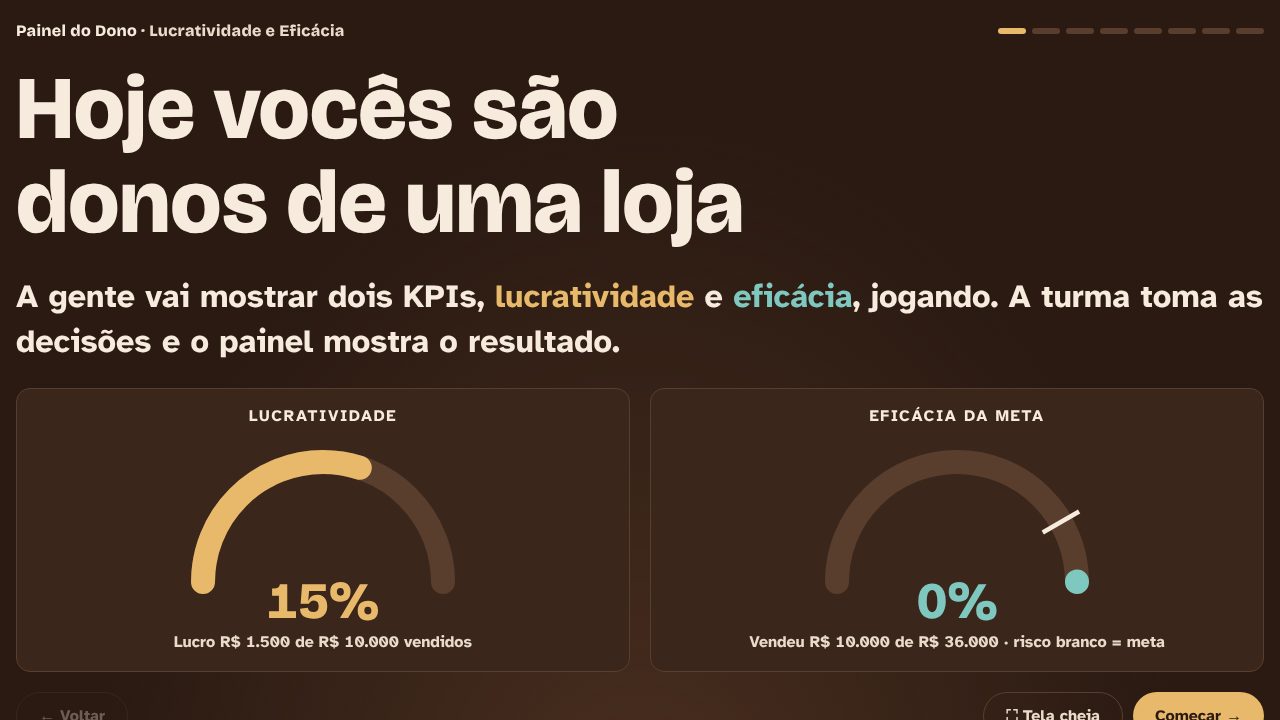 Painel do Dono · Lucratividade e Eficácia
Hoje vocês são
donos de uma loja
A gente vai mostrar dois KPIs, lucratividade e eficácia, jogando. A turma toma as
decisões e o painel mostra o resultado.
LUCRATIVIDADE
15%
Lucro R$ 1.500 de R$ 10.000 vendidos
EFICÁCIA DA META
0%
Vendeu R$ 10.000 de R$ 36.000 · risco branco = meta
← Voltar
Tela cheia
Começar →